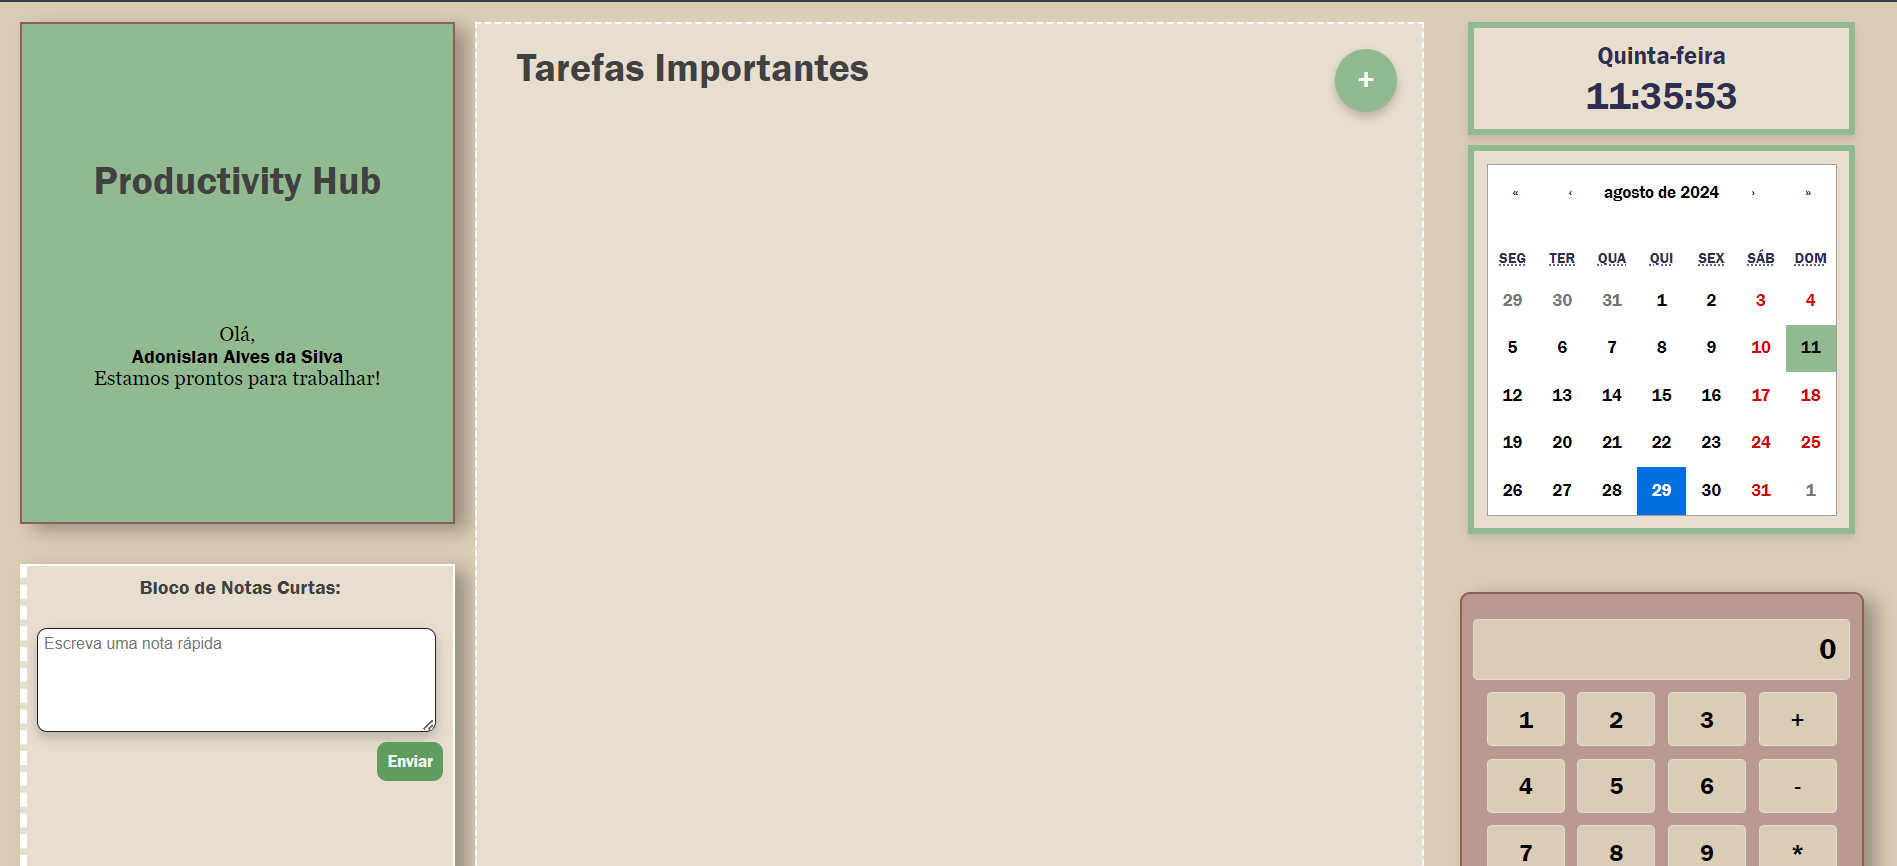 Productivity Hub
Olá,
Adonislan Alves da Silva
Estamos prontos para trabalhar!
Bloco de Notas Curtas:
Escreva uma nota rápida
Enviar
Tarefas Importantes
+
Quinta-feira
11:35:53
« ‹ agosto de 2024 › »
SEG TER QUA QUI SEX SÁB DOM
29 30 31 1 2 3 4
5 6 7 8 9 10 11
12 13 14 15 16 17 18
19 20 21 22 23 24 25
26 27 28 29 30 31 1
0
1 2 3 +
4 5 6 -
7 8 9 *